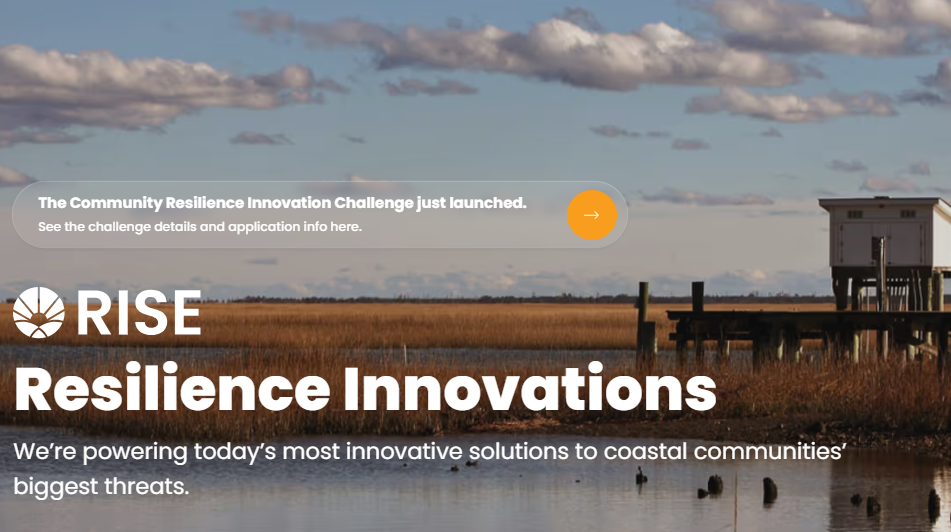 The Community Resilience Innovation Challenge just launched.
See the challenge details and application info here.
RISE
Resilience Innovations
We’re powering today’s most innovative solutions to coastal communities’
biggest threats.